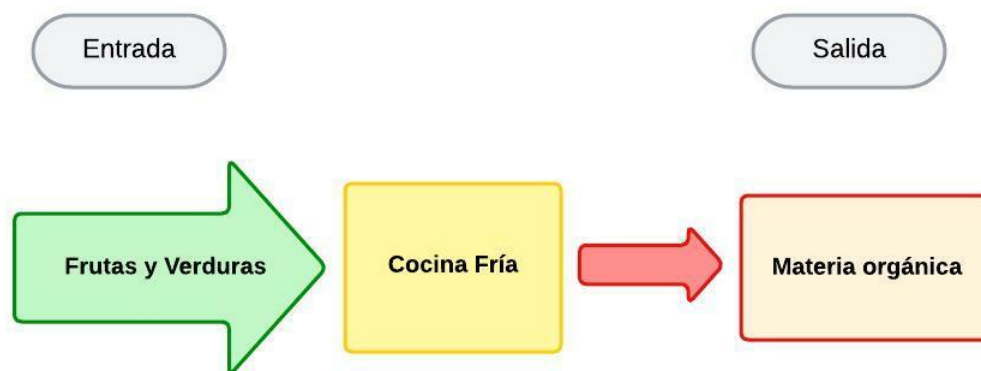 Entrada
Salida
Frutas y Verduras
Cocina Fría
Materia orgánica